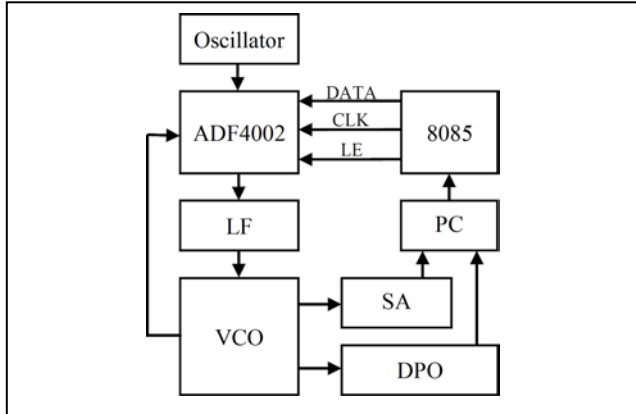 Oscillator
DATA
ADF4002
CLK
8085
LE
LF
PC
SA
VCO
DPO